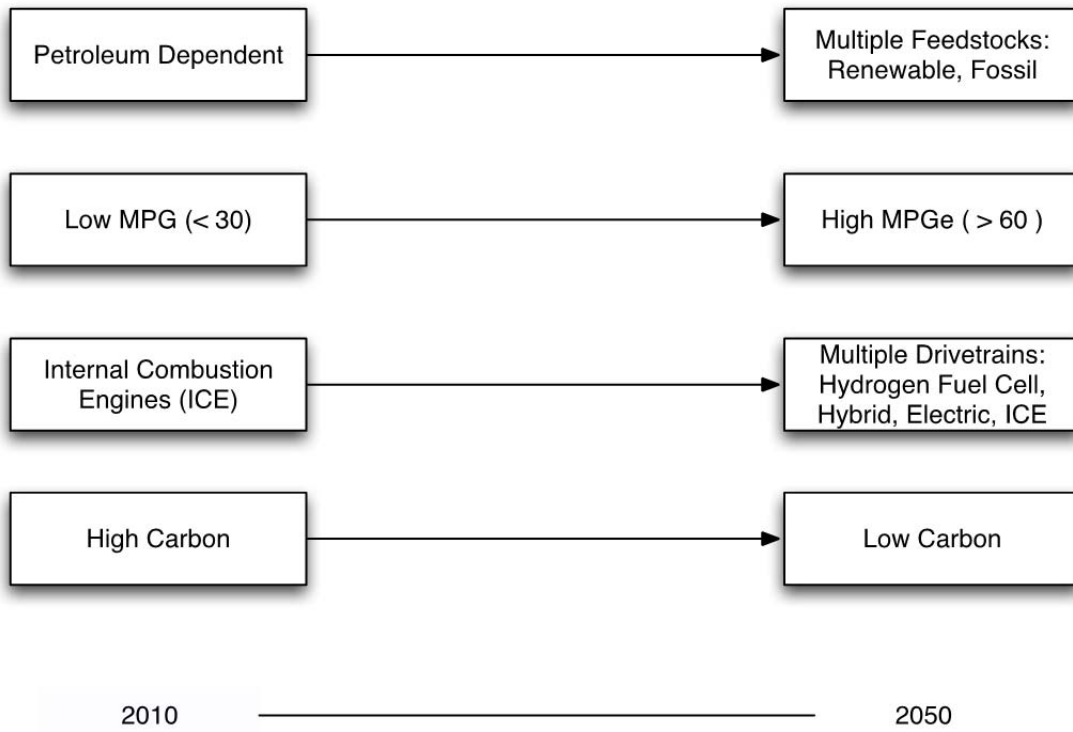 Petroleum Dependent
Multiple Feedstocks:
Renewable, Fossil
Low MPG (< 30)
High MPGe ( > 60 )
Internal Combustion
Engines (ICE)
Multiple Drivetrains:
Hydrogen Fuel Cell,
Hybrid, Electric, ICE
High Carbon
Low Carbon
2010
2050